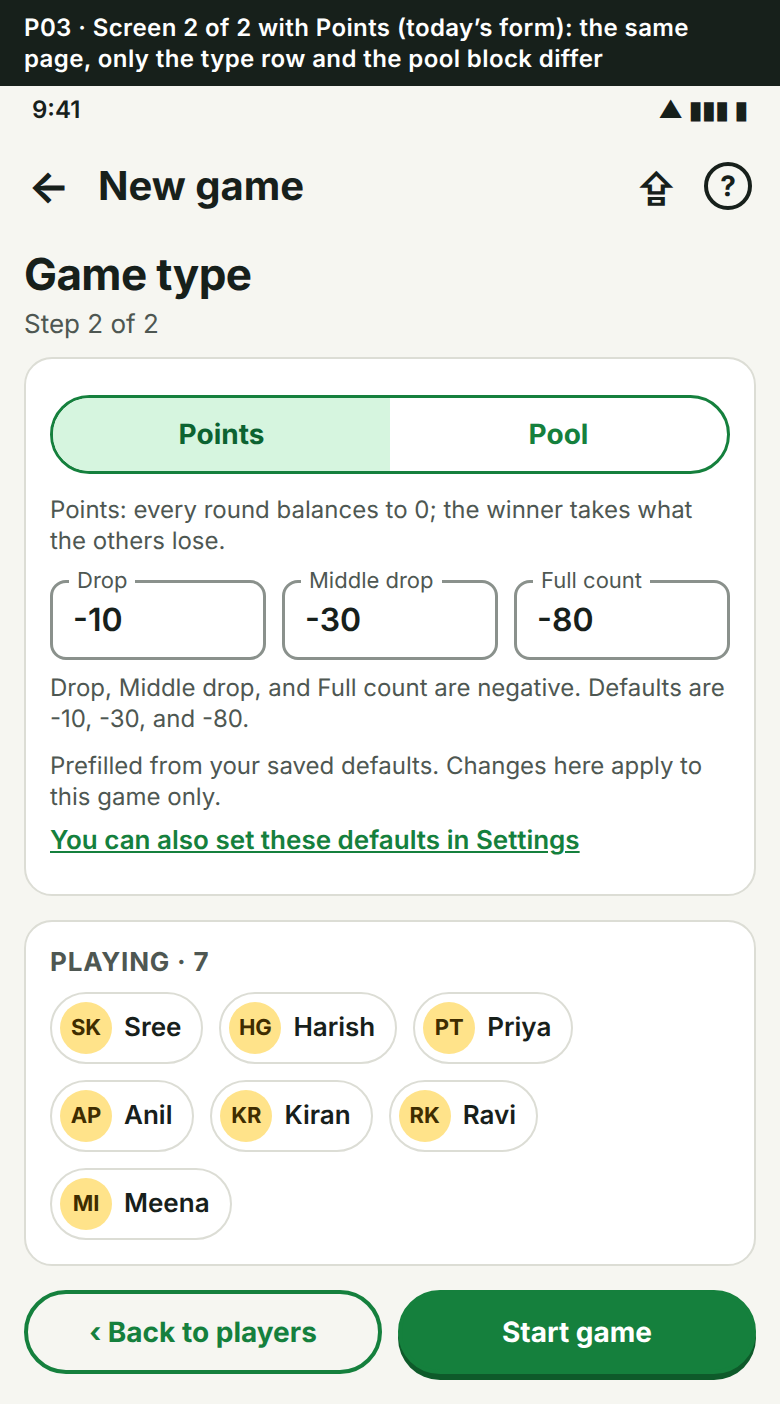 P03 · Screen 2 of 2 with Points (today’s form): the same
page, only the type row and the pool block differ
9:41
New game
?
Game type
Step 2 of 2
Points
Pool
Points: every round balances to 0; the winner takes what
the others lose.
Drop
Middle drop
Full count
-10
-30
-80
Drop, Middle drop, and Full count are negative. Defaults are
-10, -30, and -80.
Prefilled from your saved defaults. Changes here apply to
this game only.
You can also set these defaults in Settings
PLAYING · 7
SK Sree
HG Harish
PT Priya
AP Anil
KR Kiran
RK Ravi
MI Meena
‹ Back to players
Start game